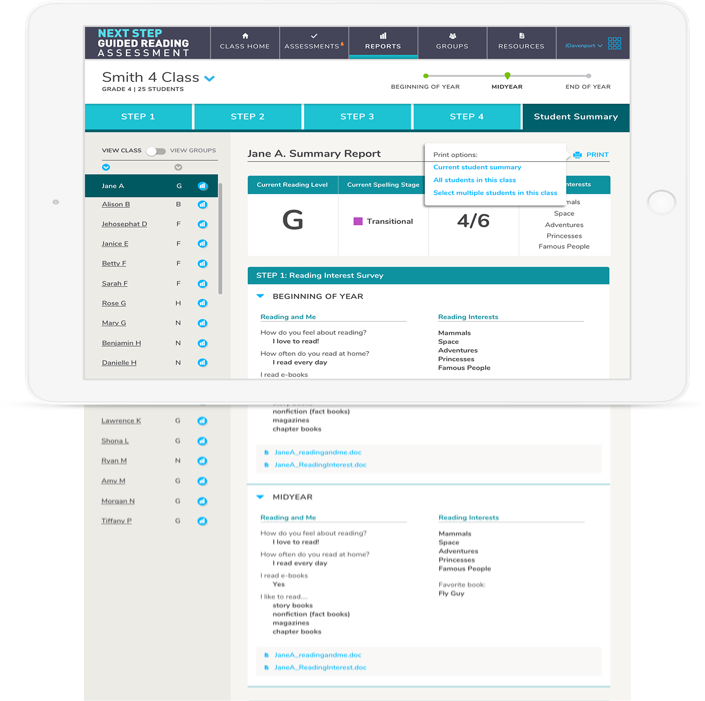 NEXT STEP
GUIDED READING
ASSESSMENT
CLASS HOME
ASSESSMENTS
REPORTS
GROUPS
RESOURCES
JDavenport
Smith 4 Class
GRADE 4 | 25 STUDENTS
BEGINNING OF YEAR
MIDYEAR
END OF YEAR
STEP 1
STEP 2
STEP 3
STEP 4
Student Summary
VIEW CLASS
VIEW GROUPS
Jane A G
Alison B B
Jehosephat D F
Janice E F
Betty F F
Sarah F F
Rose G H
Mary G N
Benjamin H N
Danielle H N
Lawrence K G
Shona L G
Ryan M N
Amy M G
Morgan N G
Tiffany P G
Jane A. Summary Report
PRINT
Print options:
Current student summary
All students in this class
Select multiple students in this class
Current Reading Level
Current Spelling Stage
G
Transitional
4/6
Space
Adventures
Princesses
Famous People
STEP 1: Reading Interest Survey
BEGINNING OF YEAR
Reading and Me
How do you feel about reading?
I love to read!
How often do you read at home?
I read every day
I read e-books
Reading Interests
Mammals
Space
Adventures
Princesses
Famous People
nonfiction (fact books)
magazines
chapter books
JaneA_readingandme.doc
JaneA_ReadingInterest.doc
MIDYEAR
Reading and Me
How do you feel about reading?
I love to read!
How often do you read at home?
I read every day
I read e-books
Yes
I like to read....
story books
nonfiction (fact books)
magazines
chapter books
Reading Interests
Mammals
Space
Adventures
Princesses
Famous People
Favorite book:
Fly Guy
JaneA_readingandme.doc
JaneA_ReadingInterest.doc